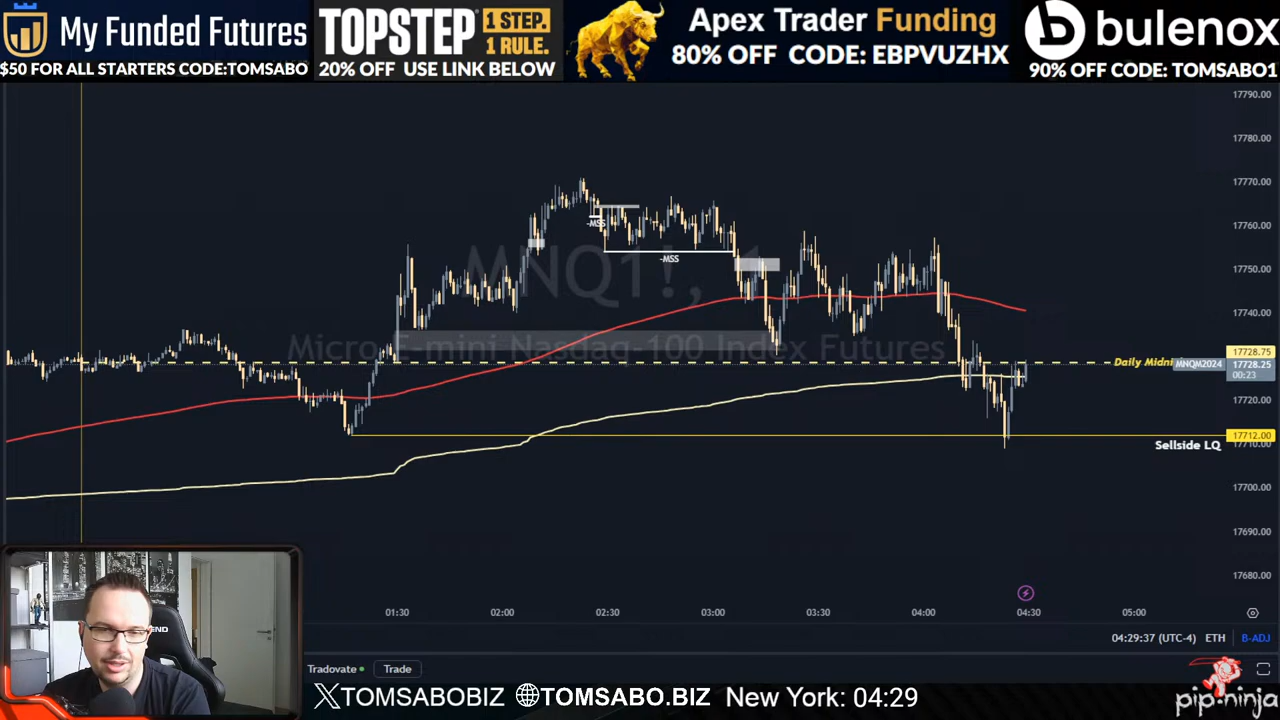 My Funded Futures
$50 FOR ALL STARTERS CODE:TOMSABO
TOPSTEP
1 STEP.
1 RULE.
20% OFF USE LINK BELOW
Apex Trader Funding
80% OFF CODE: EBPVUZHX
bulenox
90% OFF CODE: TOMSABO1
17790.00
17780.00
17770.00
17760.00
17750.00
17740.00
17728.75
17728.25
00:23
17720.00
17712.00
17710.00
17700.00
17690.00
17680.00
-MSS
-MSS
MNQ1!, 1
Micro E-mini Nasdaq-100 Index Futures
Daily Midni
MNQM2024
Sellside LQ
01:30 02:00 02:30 03:00 03:30 04:00 04:30 05:00
04:29:37 (UTC-4) ETH B-ADJ
Tradovate Trade
TOMSABOBIZ TOMSABO.BIZ New York: 04:29
pip.ninja